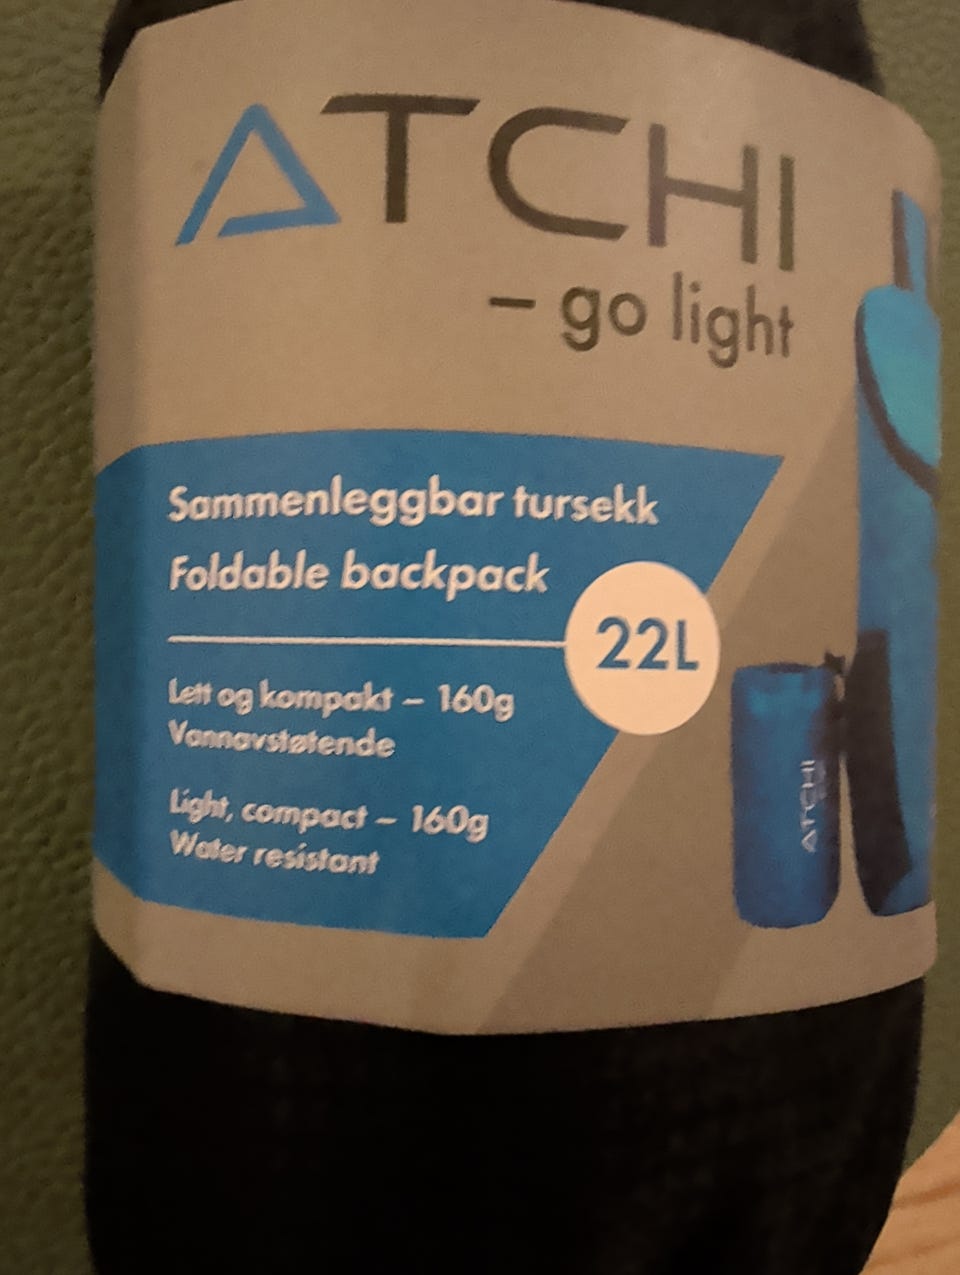 ATCHI
– go light
Sammenleggbar tursekk
Foldable backpack
22L
Lett og kompakt – 160g
Vannavstøtende
Light, compact – 160g
Water resistant
ATCHI